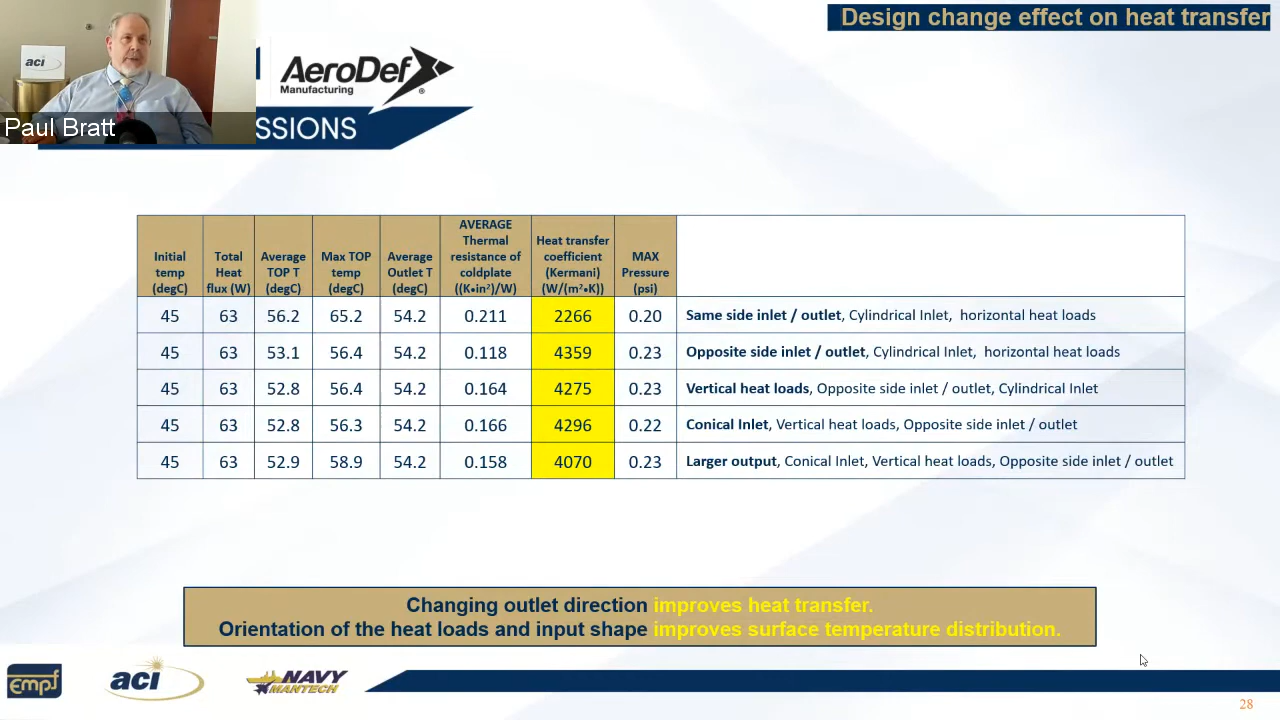 Design change effect on heat transfer
aci
AeroDef
Manufacturing
®
Paul Bratt
SSIONS
Initial temp (degC) Total Heat flux (W) Average TOP T (degC) Max TOP temp (degC) Average Outlet T (degC) AVERAGE Thermal resistance of coldplate ((K•in²)/W) Heat transfer coefficient (Kermani) (W/(m²•K)) MAX Pressure (psi)
45 63 56.2 65.2 54.2 0.211 2266 0.20 Same side inlet / outlet, Cylindrical Inlet, horizontal heat loads
45 63 53.1 56.4 54.2 0.118 4359 0.23 Opposite side inlet / outlet, Cylindrical Inlet, horizontal heat loads
45 63 52.8 56.4 54.2 0.164 4275 0.23 Vertical heat loads, Opposite side inlet / outlet, Cylindrical Inlet
45 63 52.8 56.3 54.2 0.166 4296 0.22 Conical Inlet, Vertical heat loads, Opposite side inlet / outlet
45 63 52.9 58.9 54.2 0.158 4070 0.23 Larger output, Conical Inlet, Vertical heat loads, Opposite side inlet / outlet
Changing outlet direction improves heat transfer.
Orientation of the heat loads and input shape improves surface temperature distribution.
empf
aci
NAVY
MANTECH
28